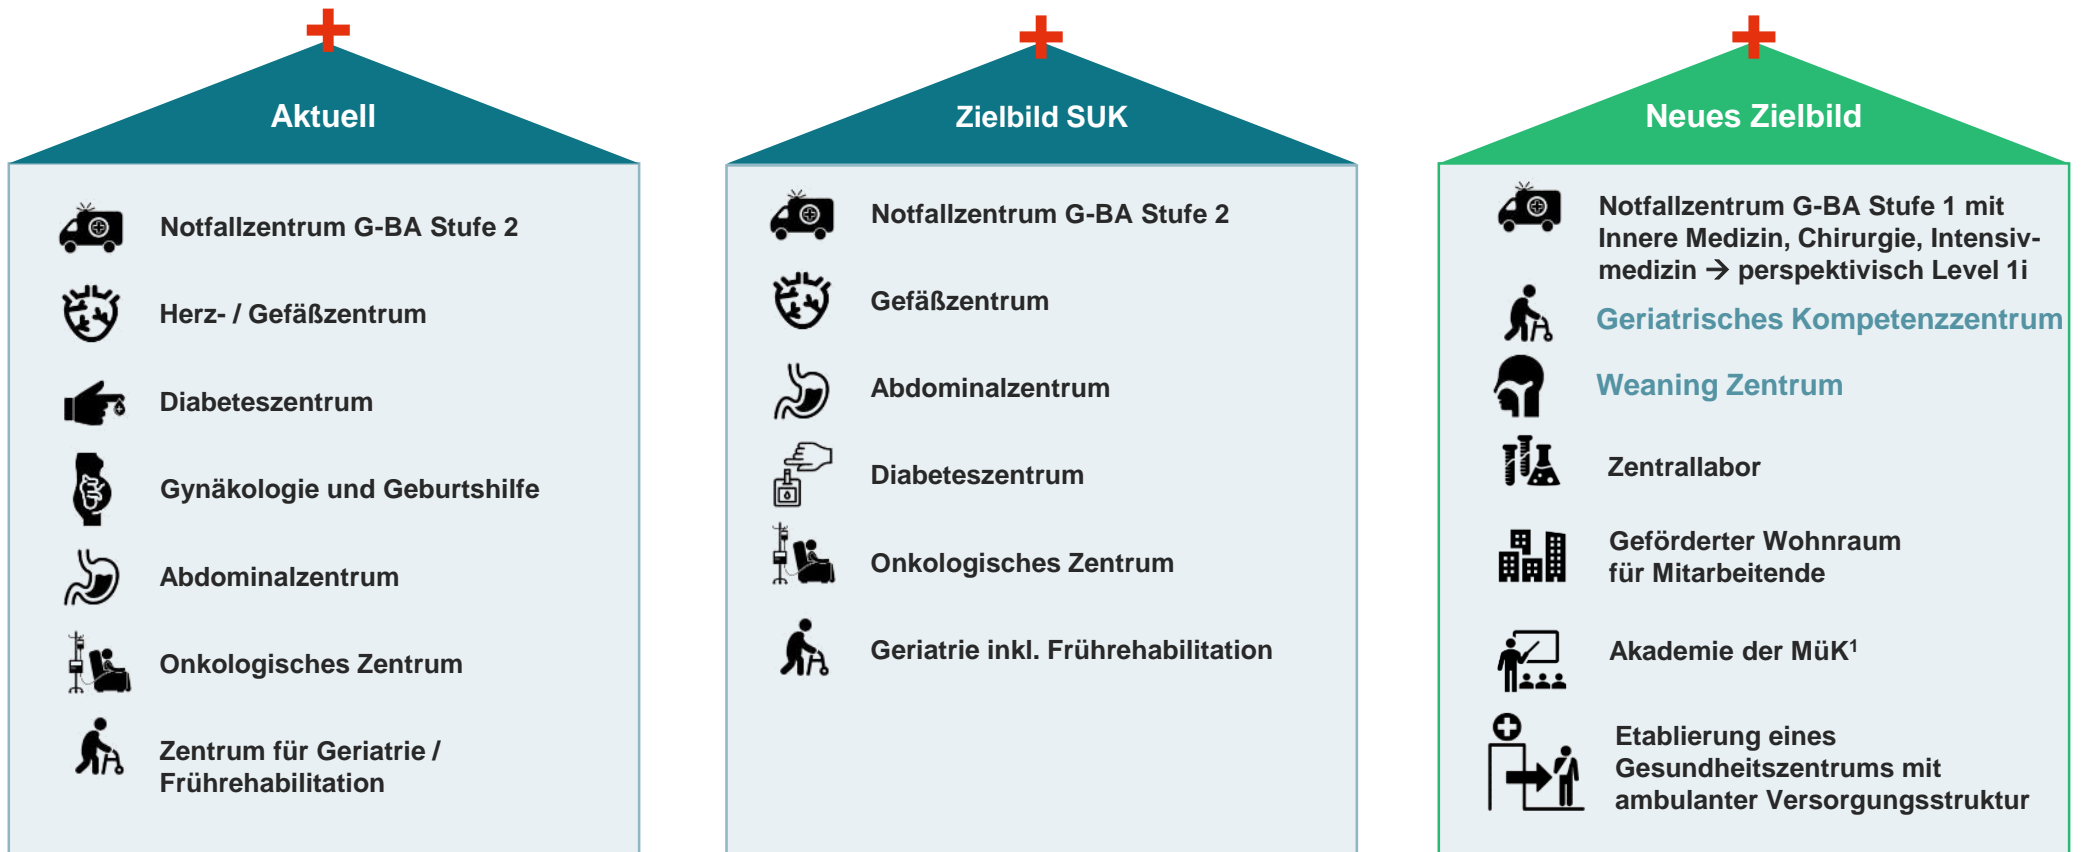 Aktuell
Notfallzentrum G-BA Stufe 2
Herz- / Gefäßzentrum
Diabeteszentrum
Gynäkologie und Geburtshilfe
Abdominalzentrum
Onkologisches Zentrum
Zentrum für Geriatrie /
Frührehabilitation
Zielbild SUK
Notfallzentrum G-BA Stufe 2
Gefäßzentrum
Abdominalzentrum
Diabeteszentrum
Onkologisches Zentrum
Geriatrie inkl. Frührehabilitation
Neues Zielbild
Notfallzentrum G-BA Stufe 1 mit
Innere Medizin, Chirurgie, Intensiv-
medizin → perspektivisch Level 1i
Geriatrisches Kompetenzzentrum
Weaning Zentrum
Zentrallabor
Geförderter Wohnraum
für Mitarbeitende
Akademie der MüK¹
Etablierung eines
Gesundheitszentrums mit
ambulanter Versorgungsstruktur